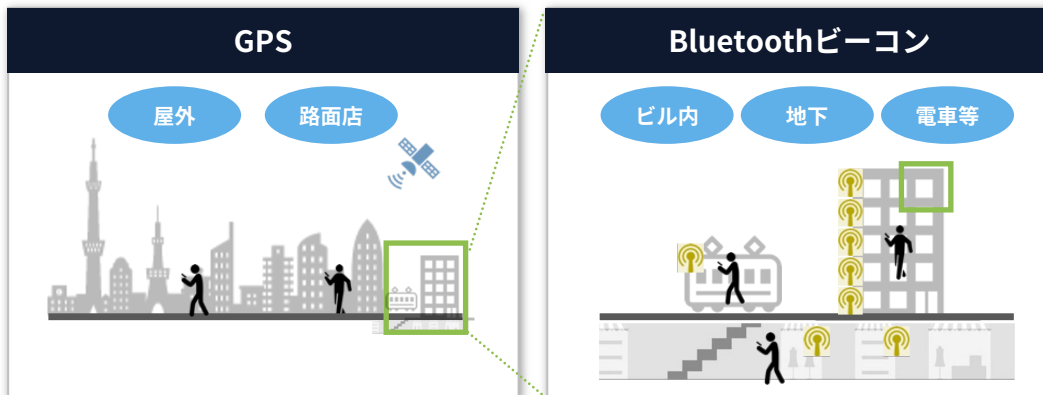 GPS
屋外
路面店
Bluetoothビーコン
ビル内
地下
電車等